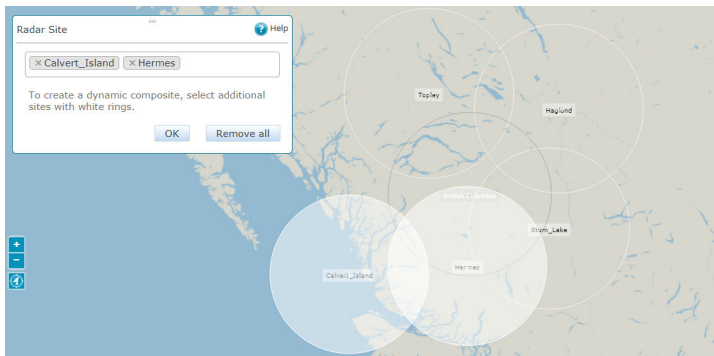 Radar Site
Help
× Calvert_Island × Hermes
To create a dynamic composite, select additional
sites with white rings.
OK Remove all
Topley
Haglund
British Columbia
Stum_Lake
Hermes
Calvert_Island
+
−